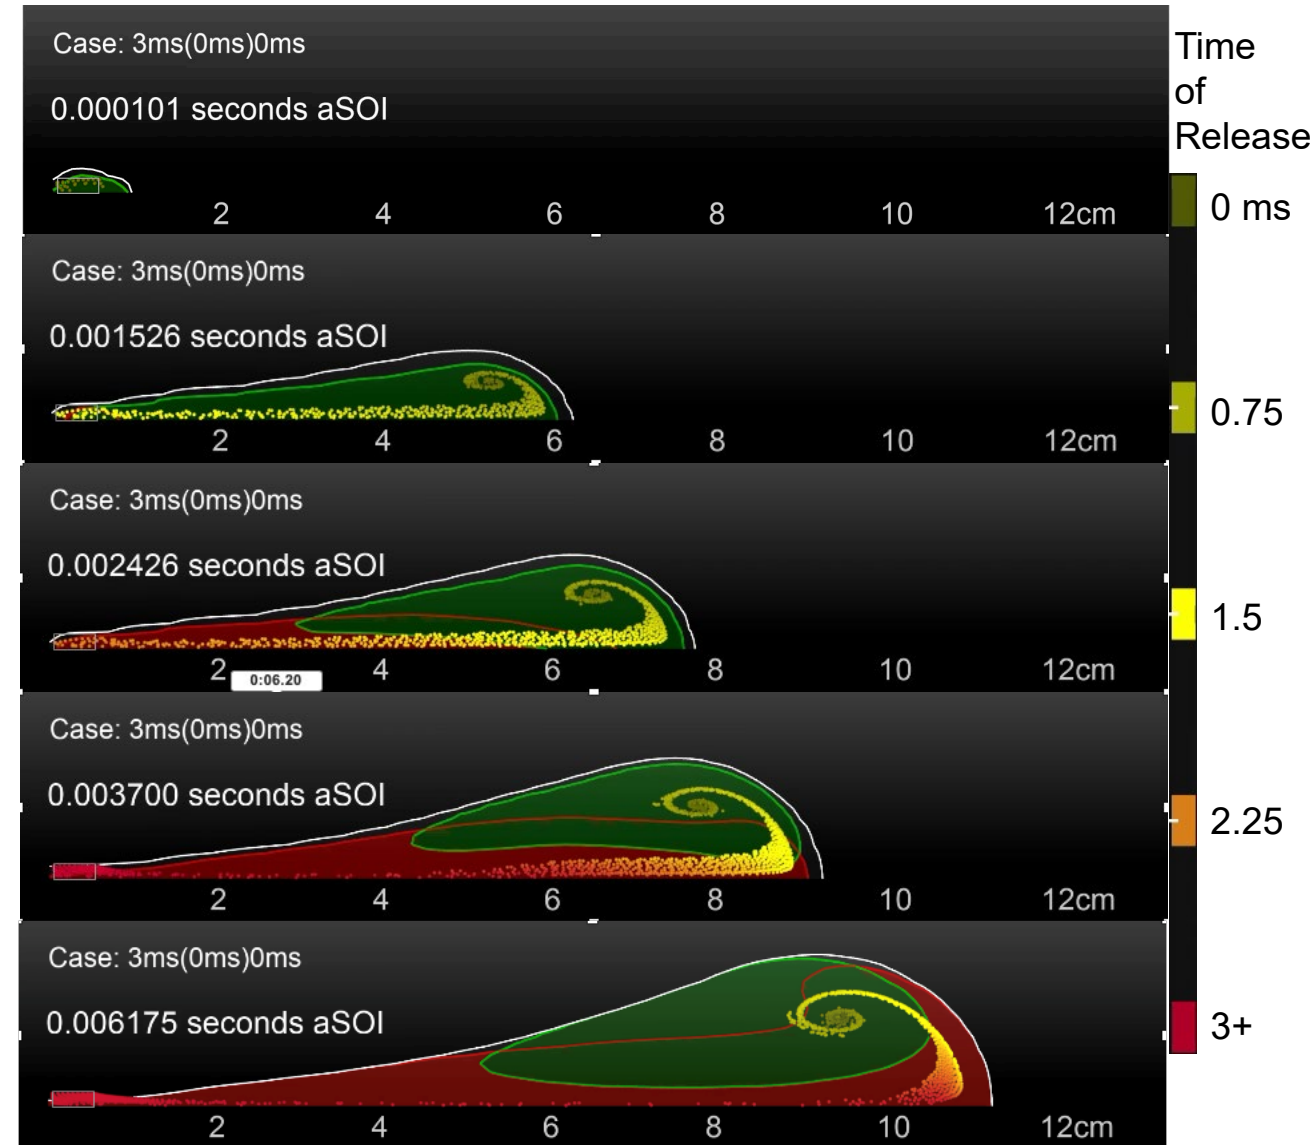 Case: 3ms(0ms)0ms
0.000101 seconds aSOI
2 4 6 8 10 12cm
Case: 3ms(0ms)0ms
0.001526 seconds aSOI
2 4 6 8 10 12cm
Case: 3ms(0ms)0ms
0.002426 seconds aSOI
2 4 6 8 10 12cm
0:06.20
Case: 3ms(0ms)0ms
0.003700 seconds aSOI
2 4 6 8 10 12cm
Case: 3ms(0ms)0ms
0.006175 seconds aSOI
2 4 6 8 10 12cm
Time
of
Release
0 ms
0.75
1.5
2.25
3+